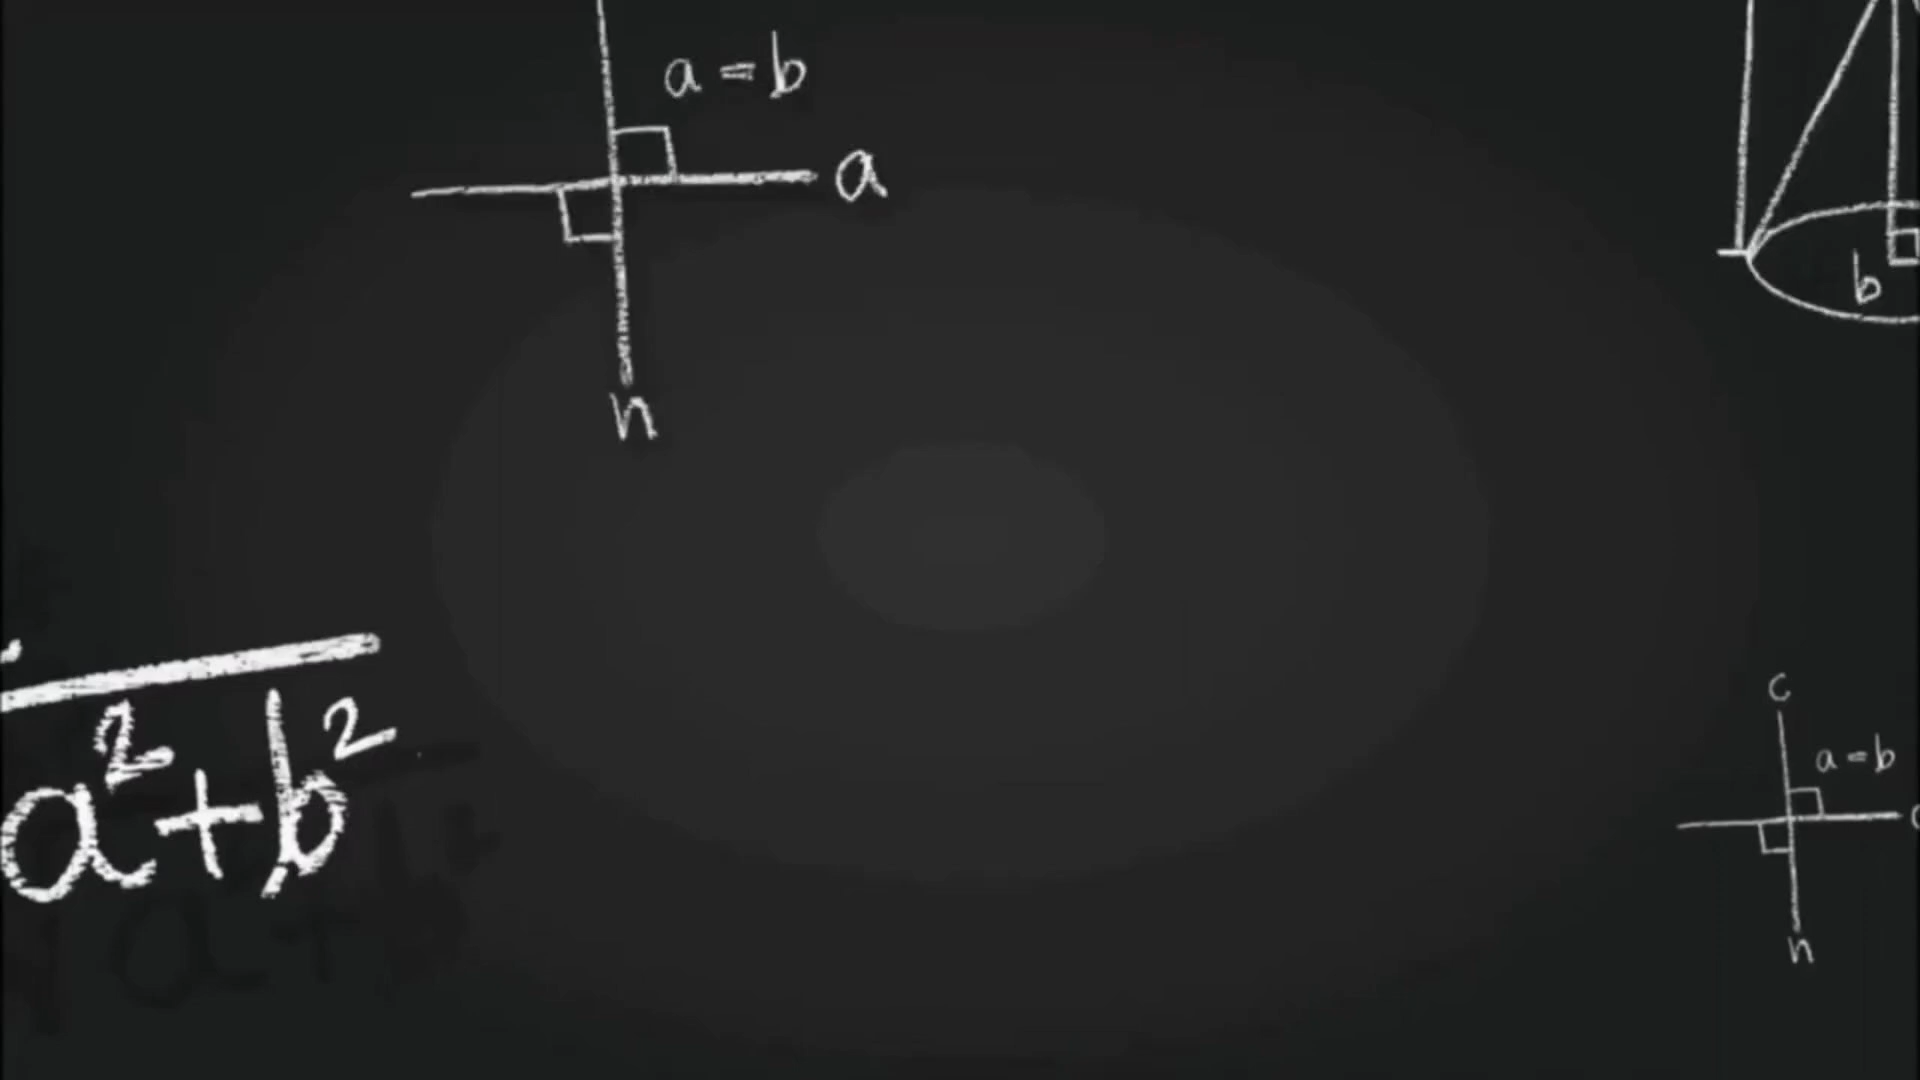 a = b
a
n
b
a²+b²
c
a = b
n